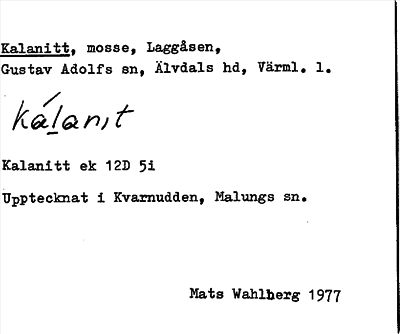 Kalanitt, mosse, Laggåsen,
Gustav Adolfs sn, Älvdals hd, Värml. l.
kálanit
Kalanitt ek 12D 5i
Upptecknat i Kvarnudden, Malungs sn.
Mats Wahlberg 1977